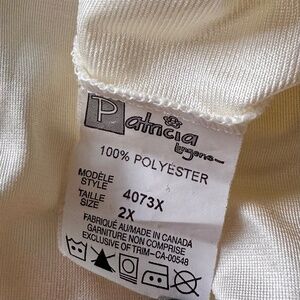 Patricia
lingerie
100% POLYESTER
MODÈLE
STYLE 4073X
TAILLE
SIZE 2X
FABRIQUÉ AU/MADE IN CANADA
GARNITURE NON COMPRISE
EXCLUSIVE OF TRIM-CA-00548